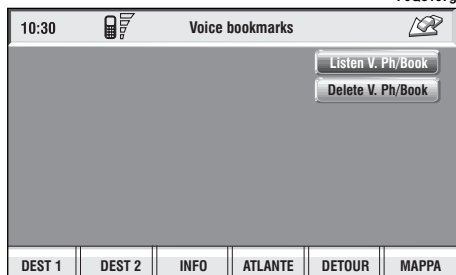 10:30 Voice bookmarks
Listen V. Ph/Book
Delete V. Ph/Book
DEST 1 DEST 2 INFO ATLANTE DETOUR MAPPA